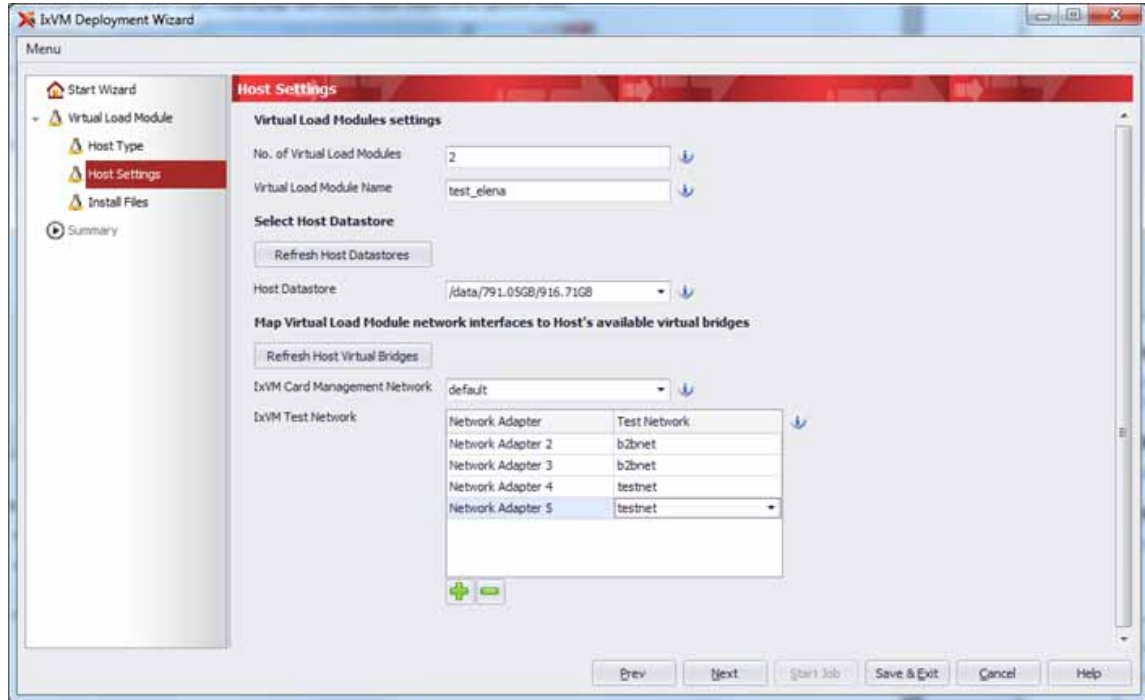 IxVM Deployment Wizard
Menu
Start Wizard
Virtual Load Module
Host Type
Host Settings
Install Files
Summary
Host Settings
Virtual Load Modules settings
No. of Virtual Load Modules 2
Virtual Load Module Name test_elena
Select Host Datastore
Refresh Host Datastores
Host Datastore /data/791.05GB/916.71GB
Map Virtual Load Module network interfaces to Host's available virtual bridges
Refresh Host Virtual Bridges
IxVM Card Management Network default
IxVM Test Network Network Adapter Test Network
Network Adapter 2 b2bnet
Network Adapter 3 b2bnet
Network Adapter 4 testnet
Network Adapter 5 testnet
Prev Next Start Job Save & Exit Cancel Help